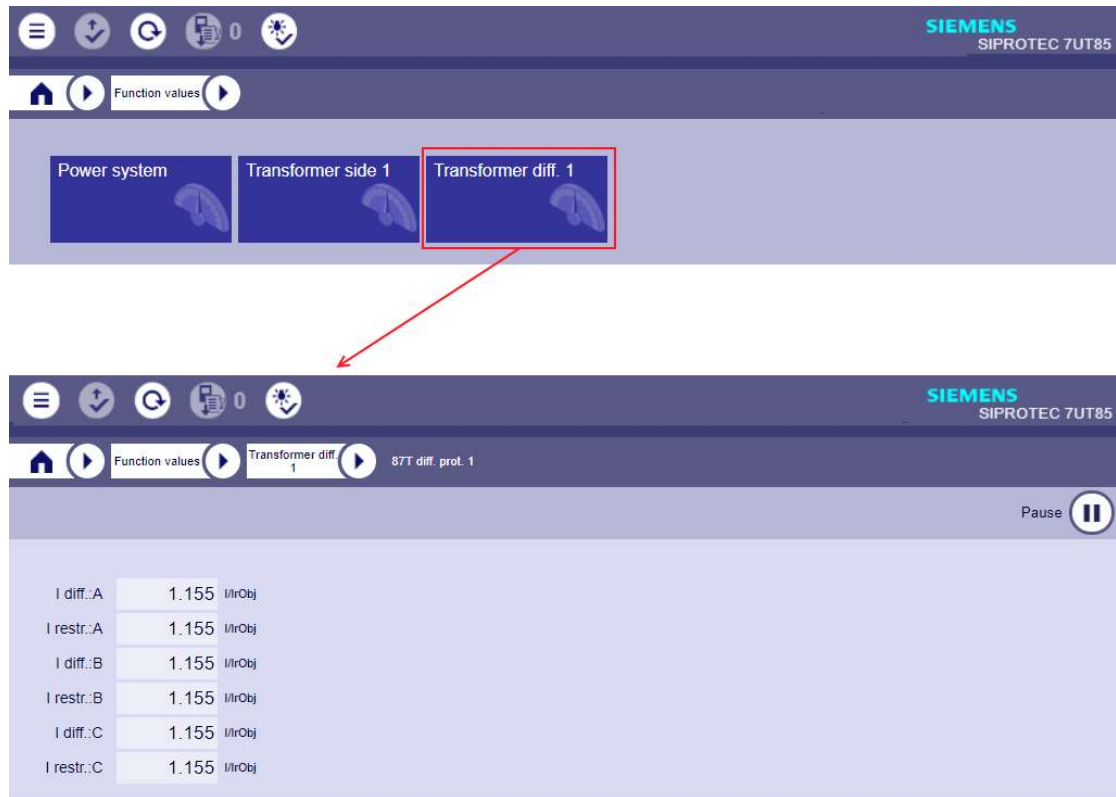 0
SIEMENS
SIPROTEC 7UT85
Function values
Power system
Transformer side 1
Transformer diff. 1
0
SIEMENS
SIPROTEC 7UT85
Function values
Transformer diff.
1
87T diff. prot. 1
Pause
I diff.:A 1.155 I/IrObj
I restr.:A 1.155 I/IrObj
I diff.:B 1.155 I/IrObj
I restr.:B 1.155 I/IrObj
I diff.:C 1.155 I/IrObj
I restr.:C 1.155 I/IrObj